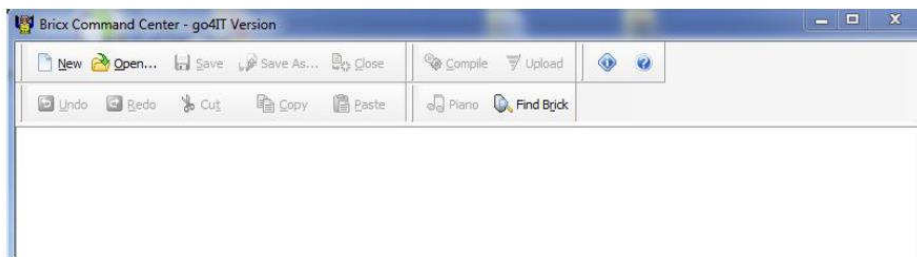 Bricx Command Center - go4IT Version
New Open... Save Save As... Close Compile Upload
Undo Redo Cut Copy Paste Piano Find Brick